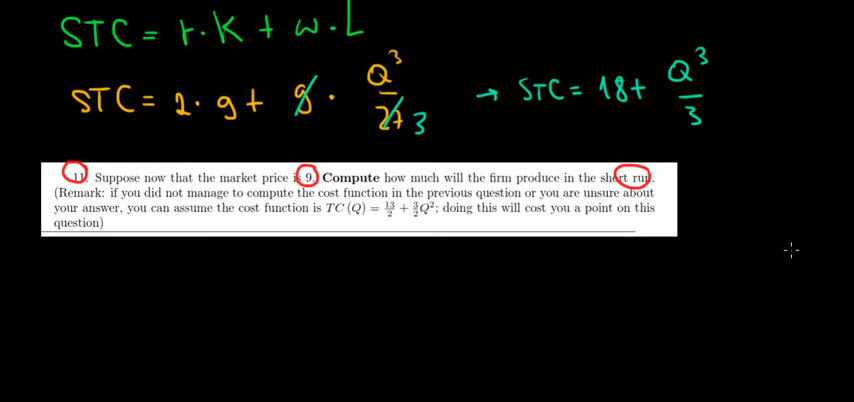 STC = r . K + w . L
STC = 2 . 9 + 9 . Q³/27 3 → STC = 18 + Q³/3
11. Suppose now that the market price is 9. Compute how much will the firm produce in the short run.
(Remark: if you did not manage to compute the cost function in the previous question or you are unsure about
your answer, you can assume the cost function is TC (Q) = 13/2 + 3/2 Q²; doing this will cost you a point on this
question)